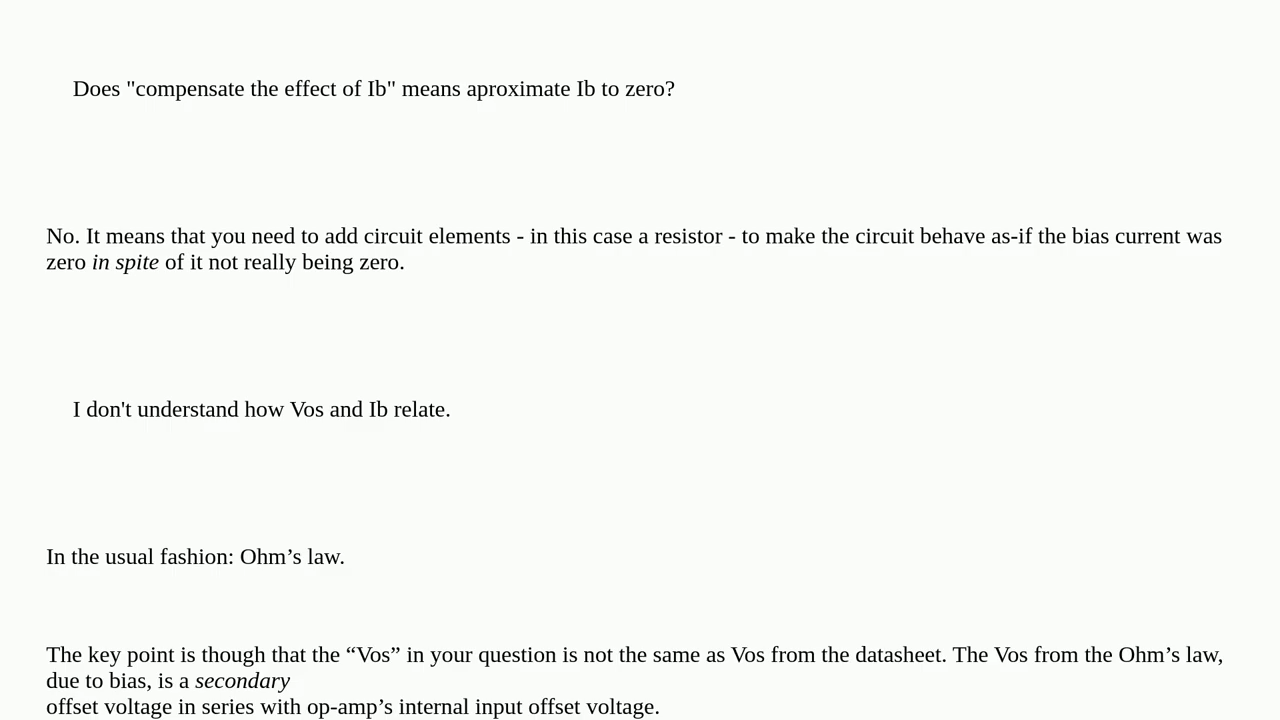 Does "compensate the effect of Ib" means aproximate Ib to zero?
No. It means that you need to add circuit elements - in this case a resistor - to make the circuit behave as-if the bias current was
zero in spite of it not really being zero.
I don't understand how Vos and Ib relate.
In the usual fashion: Ohm’s law.
The key point is though that the “Vos” in your question is not the same as Vos from the datasheet. The Vos from the Ohm’s law,
due to bias, is a secondary
offset voltage in series with op-amp’s internal input offset voltage.